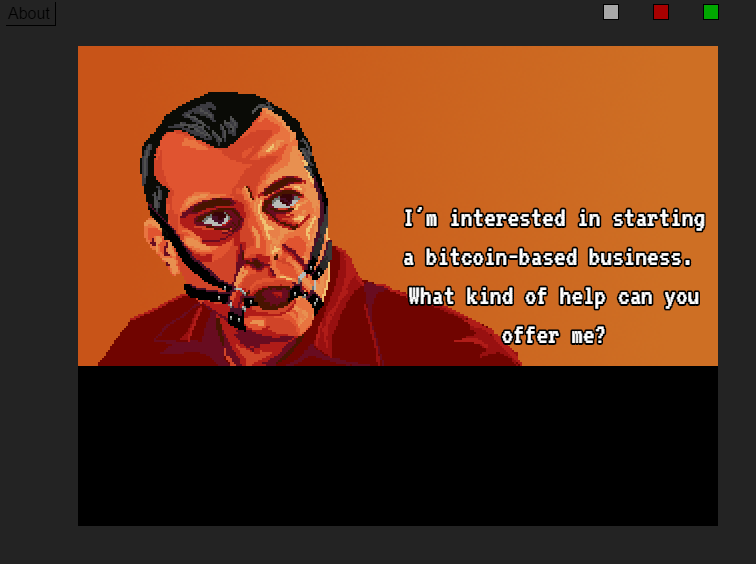 About
I'm interested in starting
a bitcoin-based business.
What kind of help can you
offer me?